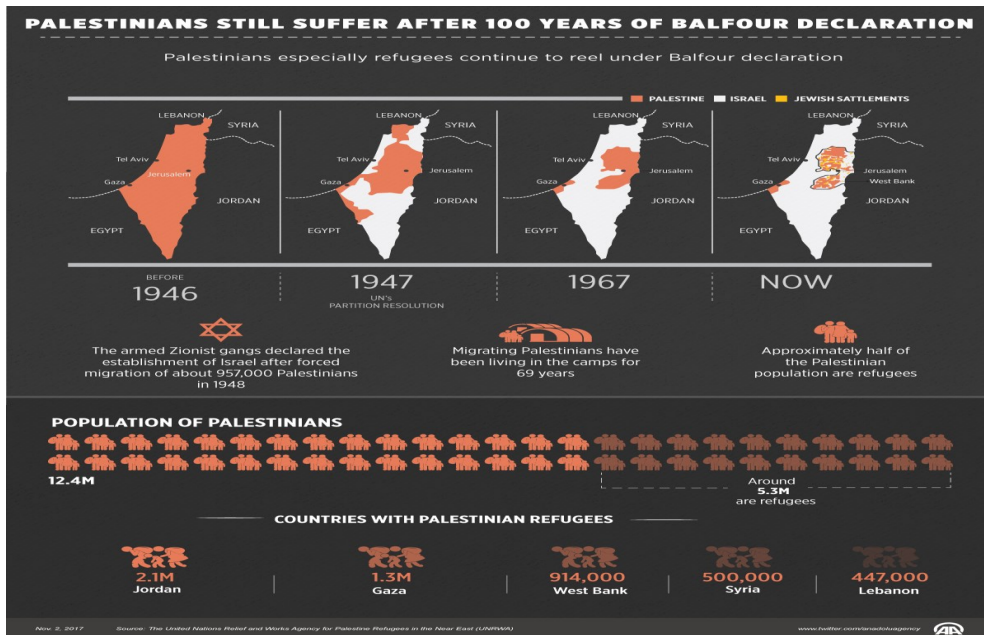 PALESTINIANS STILL SUFFER AFTER 100 YEARS OF BALFOUR DECLARATION
Palestinians especially refugees continue to reel under Balfour declaration
PALESTINE
ISRAEL
JEWISH SATTLEMENTS
LEBANON
SYRIA
Tel Aviv
Jerusalem
Gaza
JORDAN
EGYPT
LEBANON
SYRIA
Tel Aviv
Jerusalem
Gaza
JORDAN
EGYPT
LEBANON
SYRIA
Tel Aviv
Jerusalem
Gaza
JORDAN
EGYPT
LEBANON
SYRIA
Tel Aviv
Jerusalem
Gaza
West Bank
JORDAN
EGYPT
BEFORE
1946
1947
UN's
PARTITION RESOLUTION
1967
NOW
The armed Zionist gangs declared the
establishment of Israel after forced
migration of about 957,000 Palestinians
in 1948
Migrating Palestinians have
been living in the camps for
69 years
Approximately half of
the Palestinian
population are refugees
POPULATION OF PALESTINIANS
12.4M
Around
5.3M
are refugees
COUNTRIES WITH PALESTINIAN REFUGEES
2.1M
Jordan
1.3M
Gaza
914,000
West Bank
500,000
Syria
447,000
Lebanon
Nov. 2, 2017
Source: The United Nations Relief and Works Agency for Palestine Refugees in the Near East (UNRWA)
www.twitter.com/anadoluagency
AA